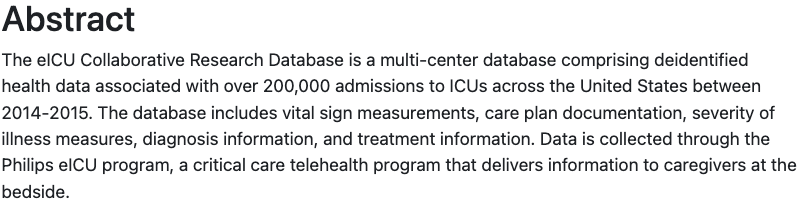 Abstract
The eICU Collaborative Research Database is a multi-center database comprising deidentified
health data associated with over 200,000 admissions to ICUs across the United States between
2014-2015. The database includes vital sign measurements, care plan documentation, severity of
illness measures, diagnosis information, and treatment information. Data is collected through the
Philips eICU program, a critical care telehealth program that delivers information to caregivers at the
bedside.